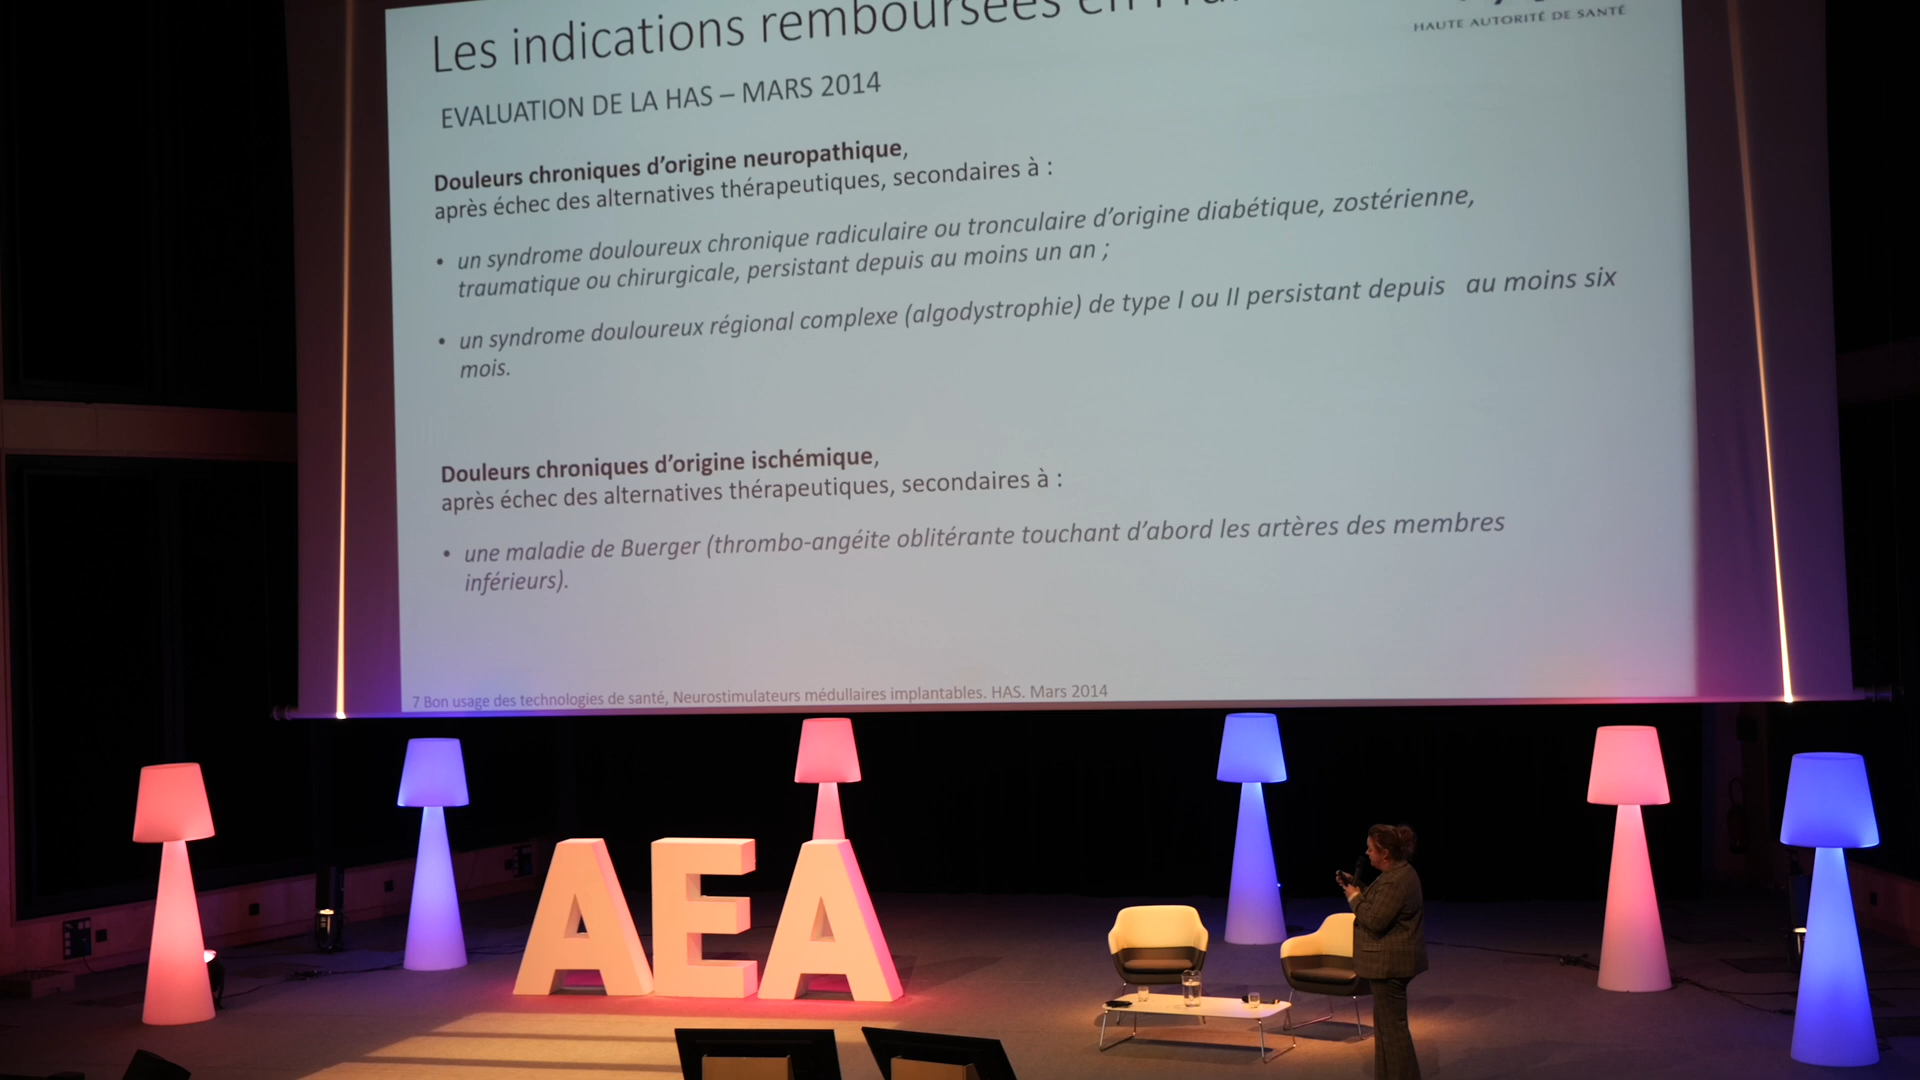 Les indications remboursées en
HAUTE AUTORITÉ DE SANTÉ
EVALUATION DE LA HAS – MARS 2014
Douleurs chroniques d'origine neuropathique,
après échec des alternatives thérapeutiques, secondaires à :
• un syndrome douloureux chronique radiculaire ou tronculaire d'origine diabétique, zostérienne,
traumatique ou chirurgicale, persistant depuis au moins un an ;
• un syndrome douloureux régional complexe (algodystrophie) de type I ou II persistant depuis au moins six
mois.
Douleurs chroniques d'origine ischémique,
après échec des alternatives thérapeutiques, secondaires à :
• une maladie de Buerger (thrombo-angéite oblitérante touchant d'abord les artères des membres
inférieurs).
7 Bon usage des technologies de santé, Neurostimulateurs médullaires implantables. HAS. Mars 2014
AEA